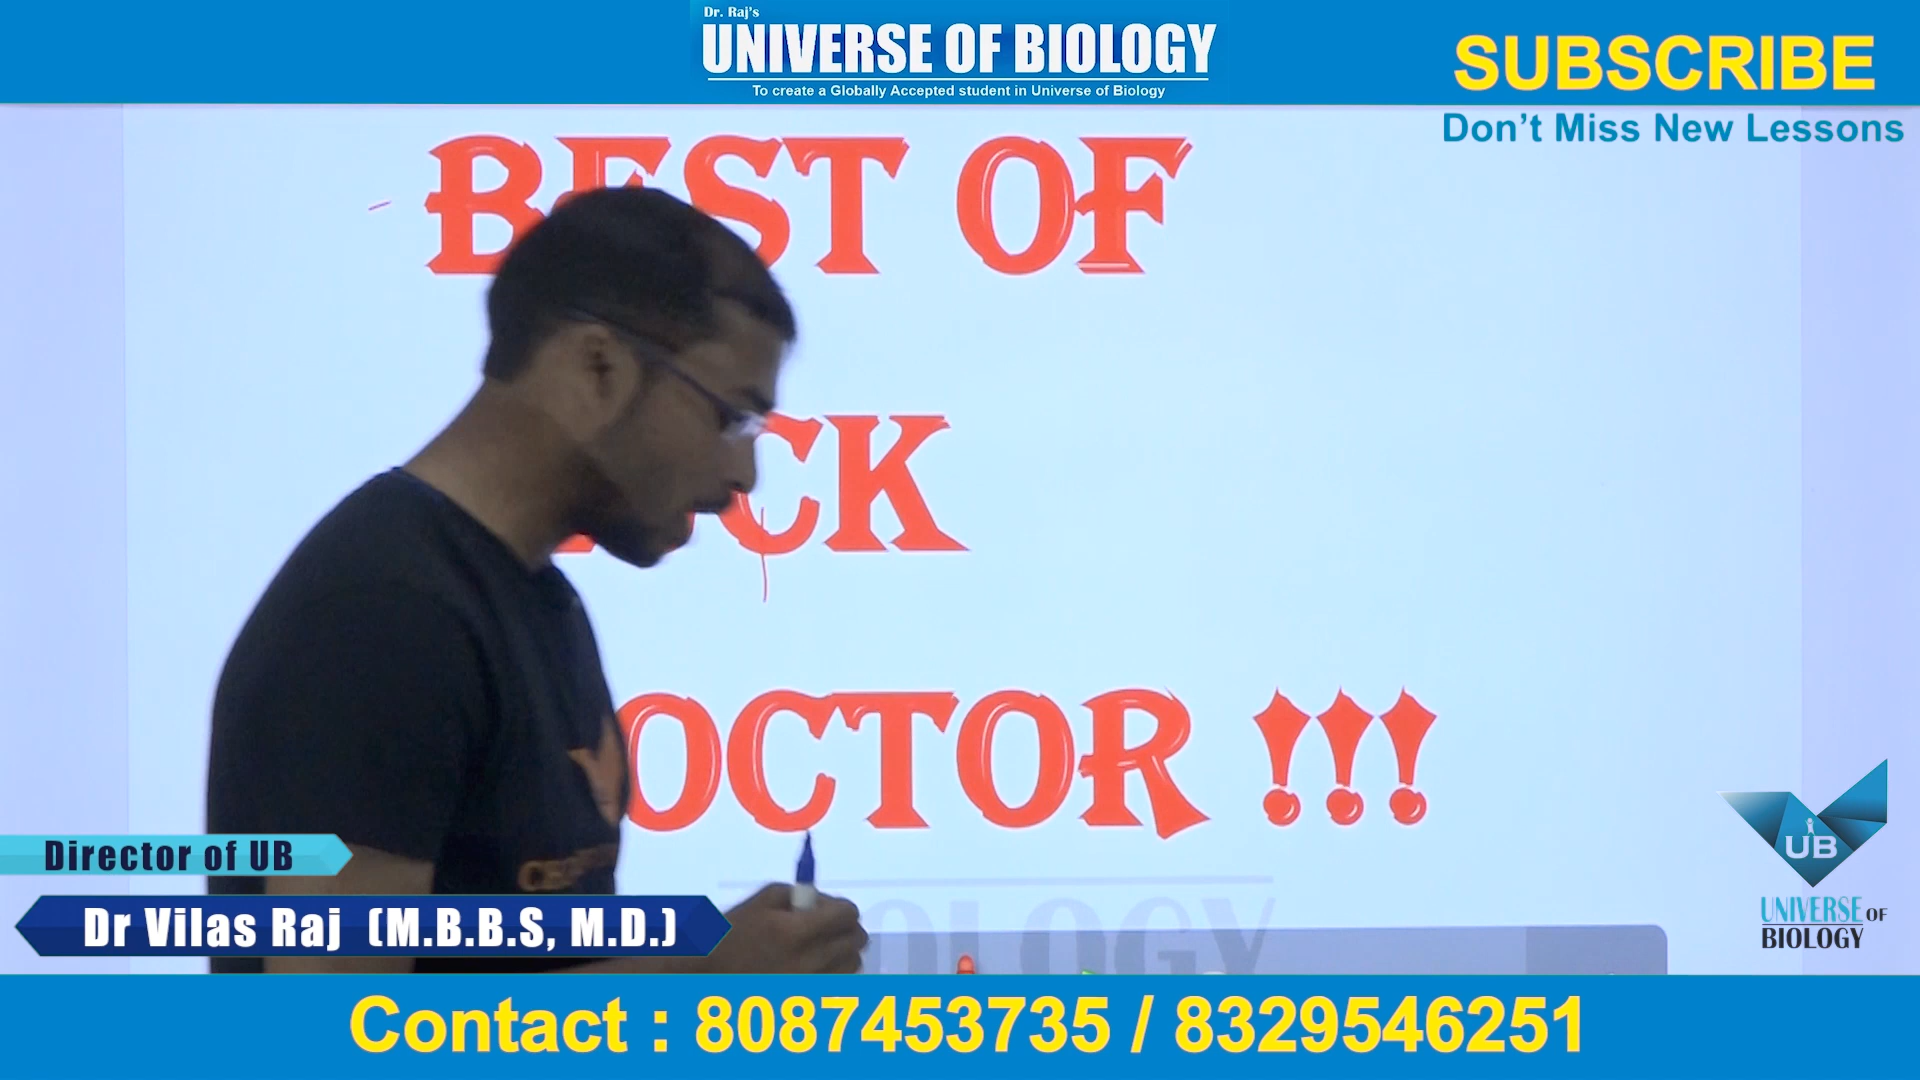 Dr. Raj's
UNIVERSE OF BIOLOGY
To create a Globally Accepted student in Universe of Biology
SUBSCRIBE
Don't Miss New Lessons
BEST OF
CK
OCTOR !!!
Director of UB
Dr Vilas Raj (M.B.B.S, M.D.)
BIOLOGY
UB
UNIVERSE OF
BIOLOGY
Contact : 8087453735 / 8329546251